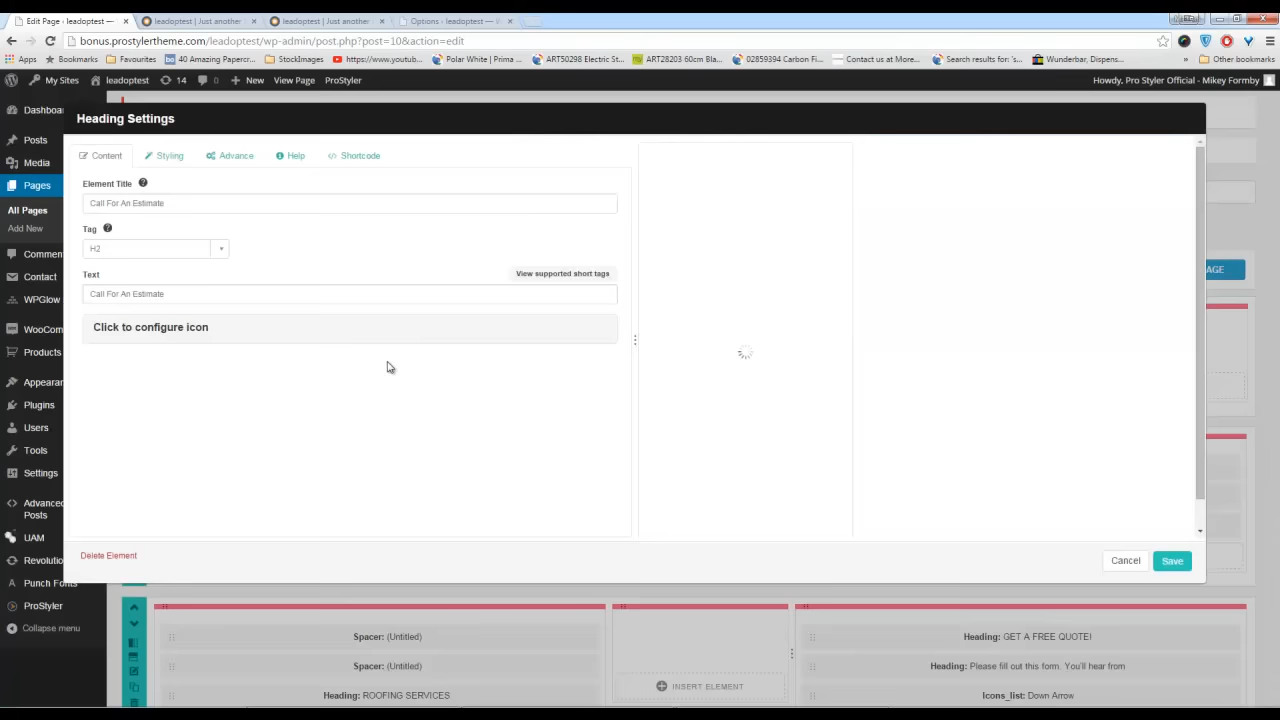 Edit Page ‹ leadoptest —
leadoptest | Just another
leadoptest | Just another
Options ‹ leadoptest — W
bonus.prostylertheme.com/leadoptest/wp-admin/post.php?post=10&action=edit
Apps
Bookmarks
Favourites
40 Amazing Papercr...
StockImages
https://www.youtub...
Polar White | Prima ...
ART50298 Electric St...
ART28203 60cm Bla...
02859394 Carbon Fi...
Contact us at More...
Search results for: 's...
Wunderbar, Dispens...
Other bookmarks
My Sites
leadoptest
14
0
New
View Page
ProStyler
Howdy, Pro Styler Official - Mikey Formby
Dashboa
Posts
Media
Pages
All Pages
Add New
Commen
Contact
WPGlow
WooCom
Products
Appearan
Plugins
Users
Tools
Settings
Advanced
Posts
UAM
Revolutio
Punch Fonts
ProStyler
Collapse menu
Heading Settings
Content
Styling
Advance
Help
Shortcode
Element Title
Call For An Estimate
Tag
H2
Text
View supported short tags
Call For An Estimate
Click to configure icon
Delete Element
Cancel
Save
AGE
Spacer: (Untitled)
Spacer: (Untitled)
Heading: ROOFING SERVICES
INSERT ELEMENT
Heading: GET A FREE QUOTE!
Heading: Please fill out this form. You'll hear from
Icons_list: Down Arrow